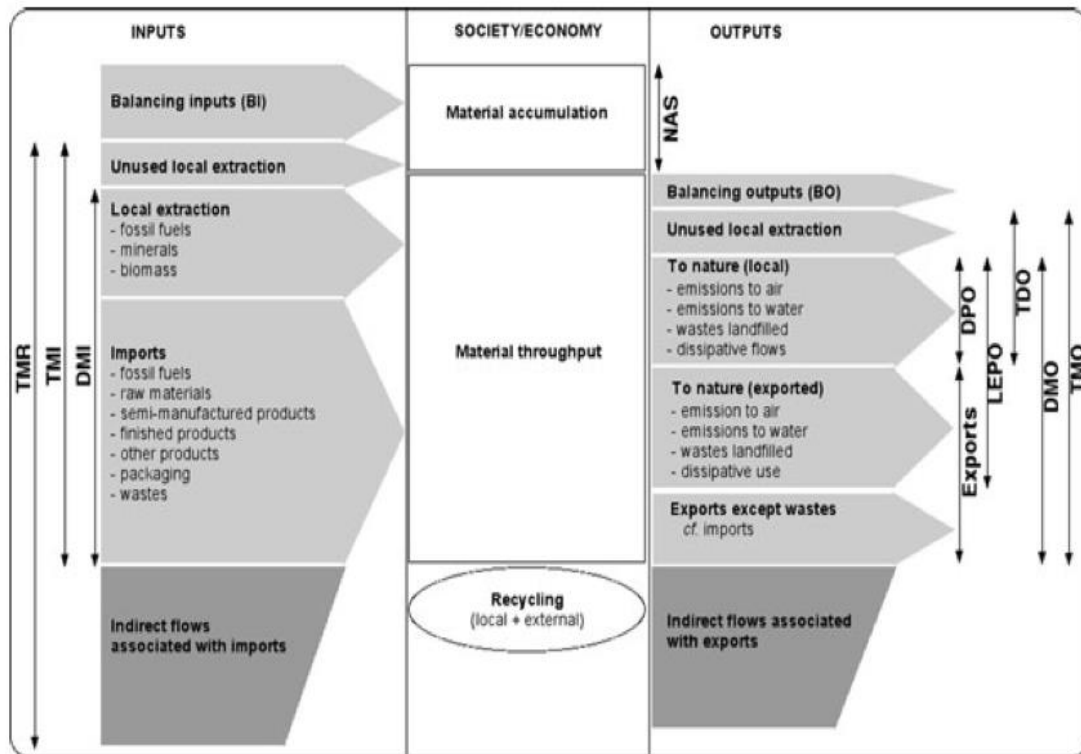 INPUTS
SOCIETY/ECONOMY
OUTPUTS
Balancing inputs (BI)
Unused local extraction
Local extraction
- fossil fuels
- minerals
- biomass
Imports
- fossil fuels
- raw materials
- semi-manufactured products
- finished products
- other products
- packaging
- wastes
Indirect flows
associated with imports
TMR
TMI
DMI
Material accumulation
Material throughput
Recycling
(local + external)
NAS
Balancing outputs (BO)
Unused local extraction
To nature (local)
- emissions to air
- emissions to water
- wastes landfilled
- dissipative flows
To nature (exported)
- emission to air
- emissions to water
- wastes landfilled
- dissipative use
Exports except wastes
cf. imports
Indirect flows associated
with exports
DPO
Exports
LEPO
TDO
DMO
TMO